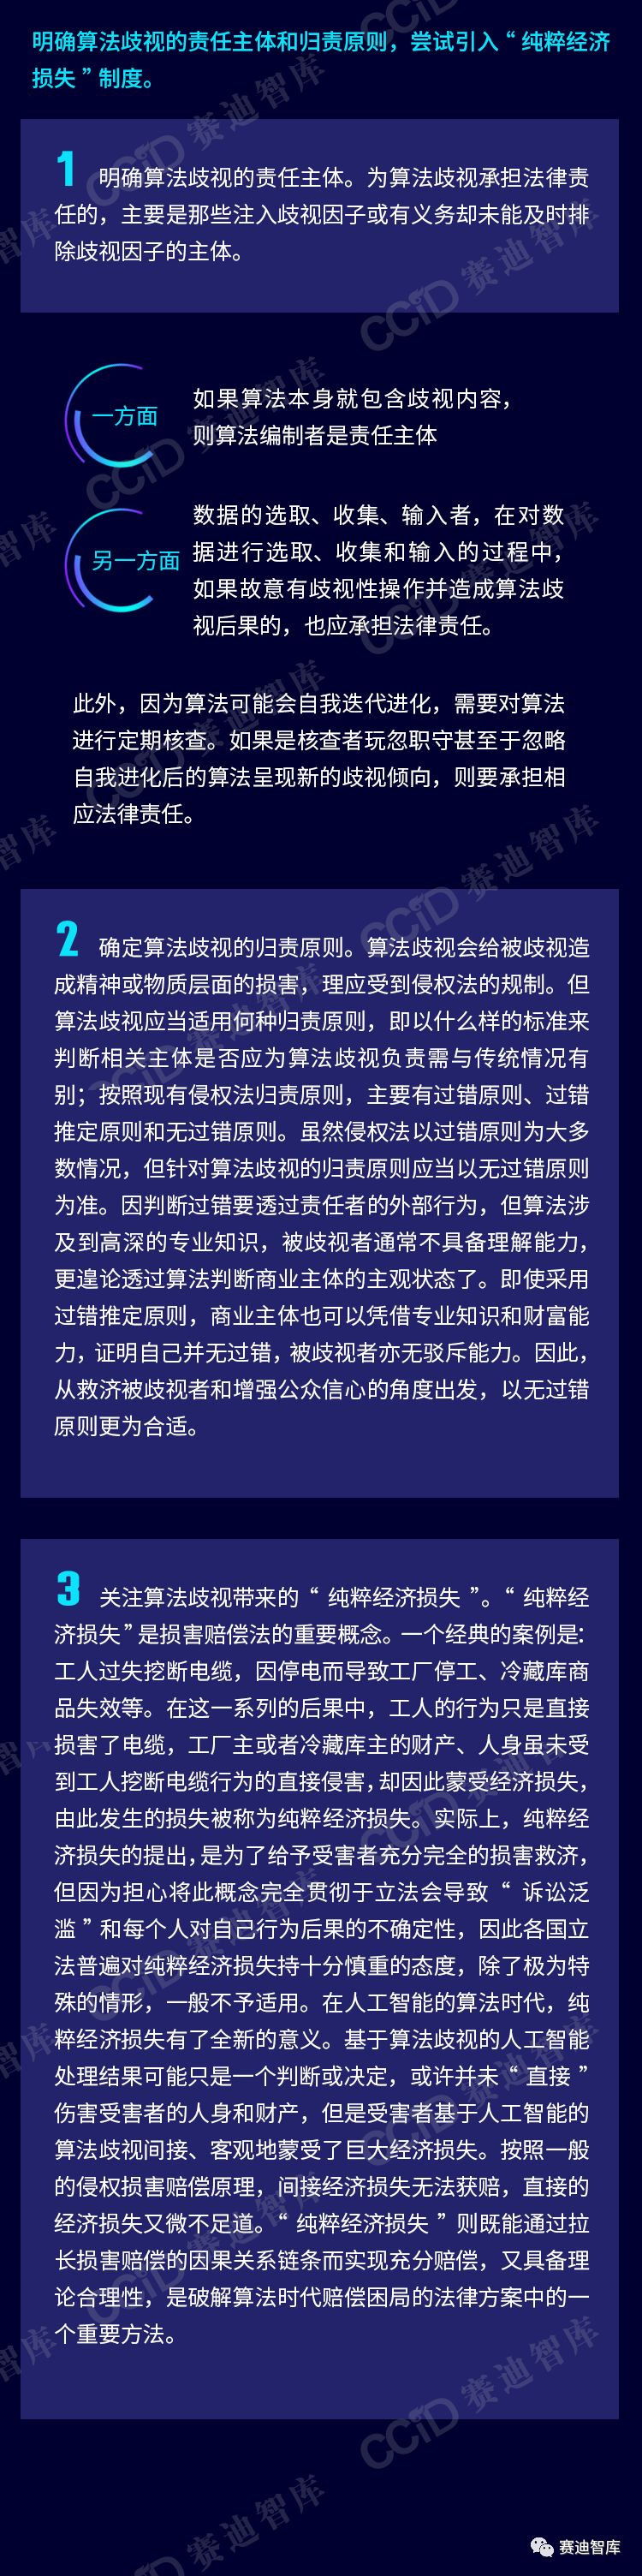 明确算法歧视的责任主体和归责原则，尝试引入“纯粹经济
损失”制度。
1 明确算法歧视的责任主体。为算法歧视承担法律责
任的，主要是那些注入歧视因子或有义务却未能及时排
除歧视因子的主体。
一方面
如果算法本身就包含歧视内容，
则算法编制者是责任主体
另一方面
数据的选取、收集、输入者，在对数
据进行选取、收集和输入的过程中，
如果故意有歧视性操作并造成算法歧
视后果的，也应承担法律责任。
此外，因为算法可能会自我迭代进化，需要对算法
进行定期核查。如果是核查者玩忽职守甚至于忽略
自我进化后的算法呈现新的歧视倾向，则要承担相
应法律责任。
2 确定算法歧视的归责原则。算法歧视会给被歧视造
成精神或物质层面的损害，理应受到侵权法的规制。但
算法歧视应当适用何种归责原则，即以什么样的标准来
判断相关主体是否应为算法歧视负责需与传统情况有
别；按照现有侵权法归责原则，主要有过错原则、过错
推定原则和无过错原则。虽然侵权法以过错原则为大多
数情况，但针对算法歧视的归责原则应当以无过错原则
为准。因判断过错要透过责任者的外部行为，但算法涉
及到高深的专业知识，被歧视者通常不具备理解能力，
更遑论透过算法判断商业主体的主观状态了。即使采用
过错推定原则，商业主体也可以凭借专业知识和财富能
力，证明自己并无过错，被歧视者亦无驳斥能力。因此，
从救济被歧视者和增强公众信心的角度出发，以无过错
原则更为合适。
3 关注算法歧视带来的“纯粹经济损失”。“纯粹经
济损失”是损害赔偿法的重要概念。一个经典的案例是：
工人过失挖断电缆，因停电而导致工厂停工、冷藏库商
品失效等。在这一系列的后果中，工人的行为只是直接
损害了电缆，工厂主或者冷藏库主的财产、人身虽未受
到工人挖断电缆行为的直接侵害，却因此蒙受经济损失，
由此发生的损失被称为纯粹经济损失。实际上，纯粹经
济损失的提出，是为了给予受害者充分完全的损害救济，
但因为担心将此概念完全贯彻于立法会导致“诉讼泛
滥”和每个人对自己行为后果的不确定性，因此各国立
法普遍对纯粹经济损失持十分慎重的态度，除了极为特
殊的情形，一般不予适用。在人工智能的算法时代，纯
粹经济损失有了全新的意义。基于算法歧视的人工智能
处理结果可能只是一个判断或决定，或许并未“直接”
伤害受害者的人身和财产，但是受害者基于人工智能的
算法歧视间接、客观地蒙受了巨大经济损失。按照一般
的侵权损害赔偿原理，间接经济损失无法获赔，直接的
经济损失又微不足道。“纯粹经济损失”则既能通过拉
长损害赔偿的因果关系链条而实现充分赔偿，又具备理
论合理性，是破解算法时代赔偿困局的法律方案中的一
个重要方法。
CCID 赛迪智库
赛迪智库